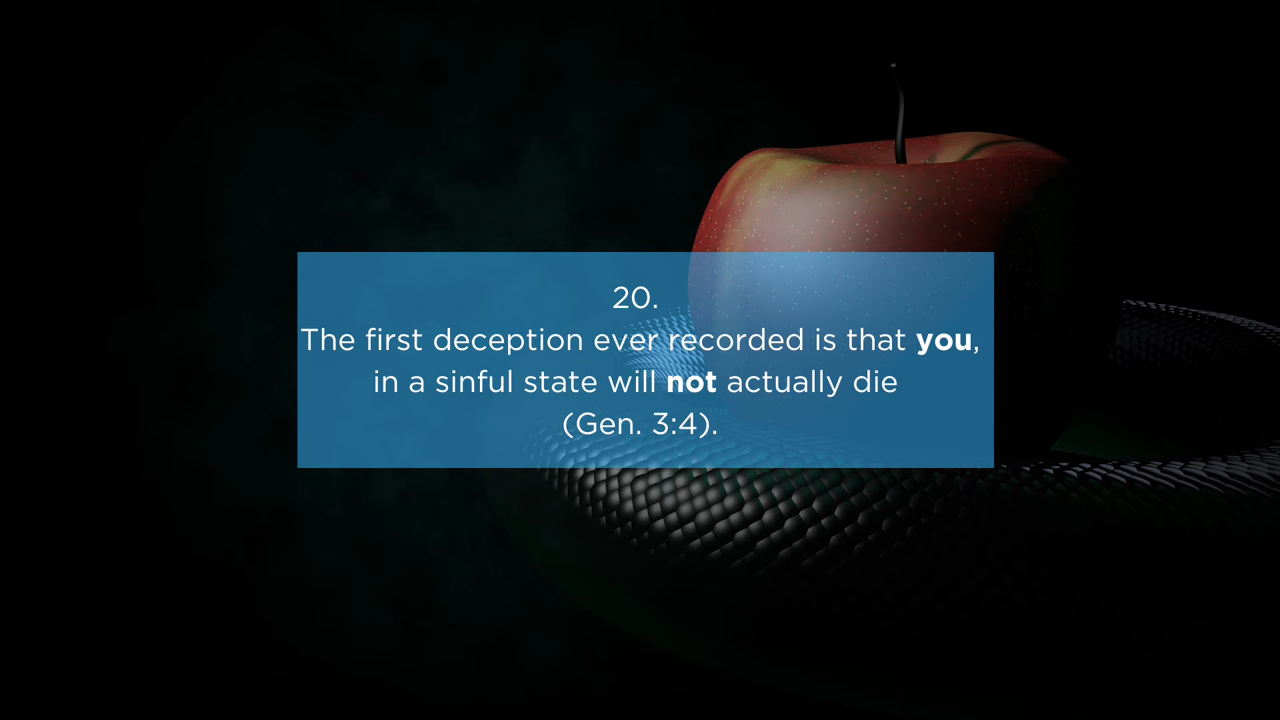 20.
The first deception ever recorded is that you,
in a sinful state will not actually die
(Gen. 3:4).